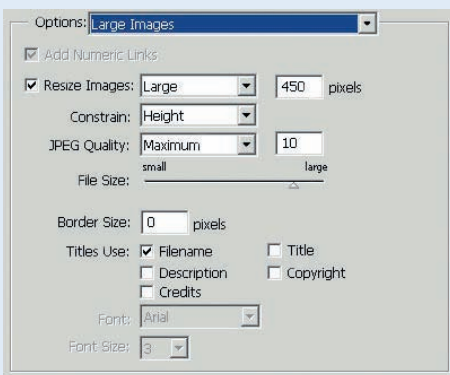 Options: Large Images
Add Numeric Links
Resize Images: Large 450 pixels
Constrain: Height
JPEG Quality: Maximum 10
small large
File Size:
Border Size: 0 pixels
Titles Use: Filename Title
Description Copyright
Credits
Font: Arial
Font Size: 3